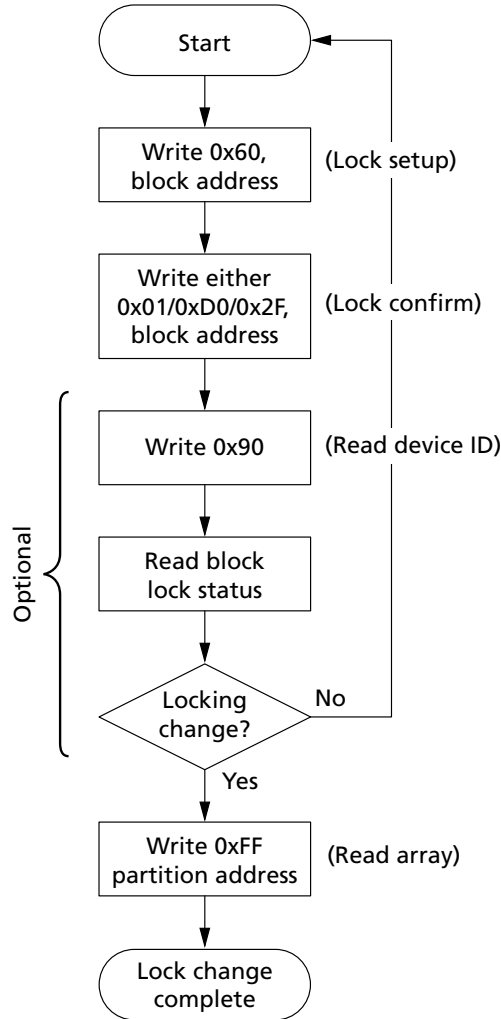 Start
Write 0x60,
block address
(Lock setup)
Write either
0x01/0xD0/0x2F,
block address
(Lock confirm)
Optional
Write 0x90
(Read device ID)
Read block
lock status
Locking
change?
No
Yes
Write 0xFF
partition address
(Read array)
Lock change
complete